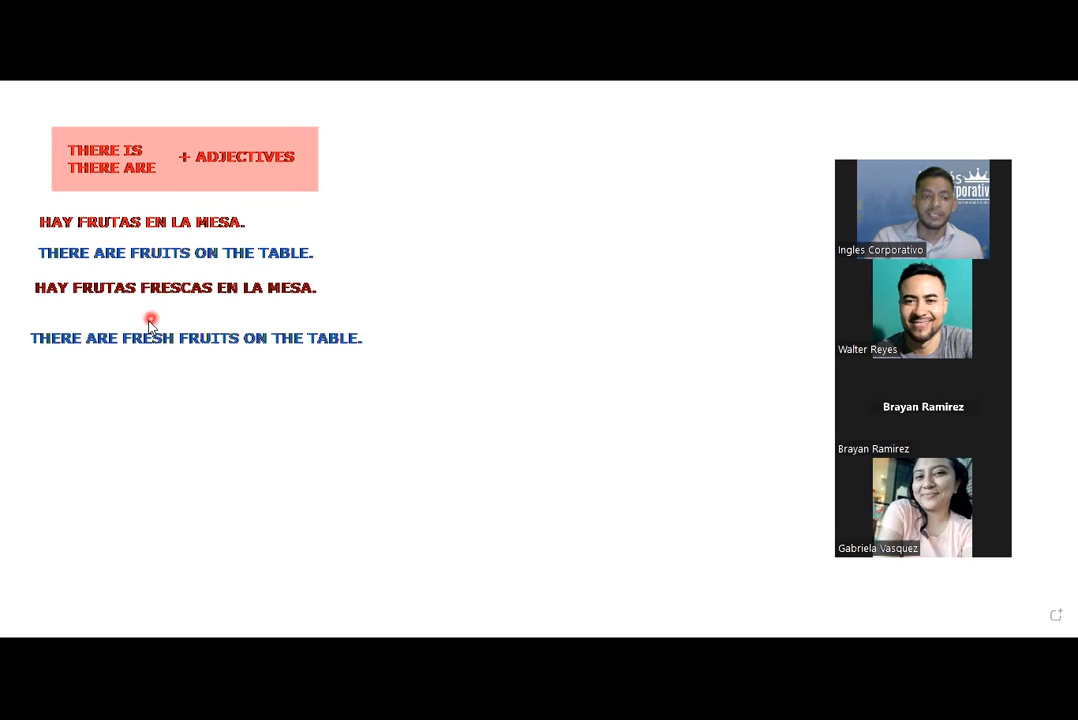 THERE IS
THERE ARE
+ ADJECTIVES
HAY FRUTAS EN LA MESA.
THERE ARE FRUITS ON THE TABLE.
HAY FRUTAS FRESCAS EN LA MESA.
THERE ARE FRESH FRUITS ON THE TABLE.
Ingles Corporativo
Walter Reyes
Brayan Ramirez
Brayan Ramirez
Gabriela Vasquez